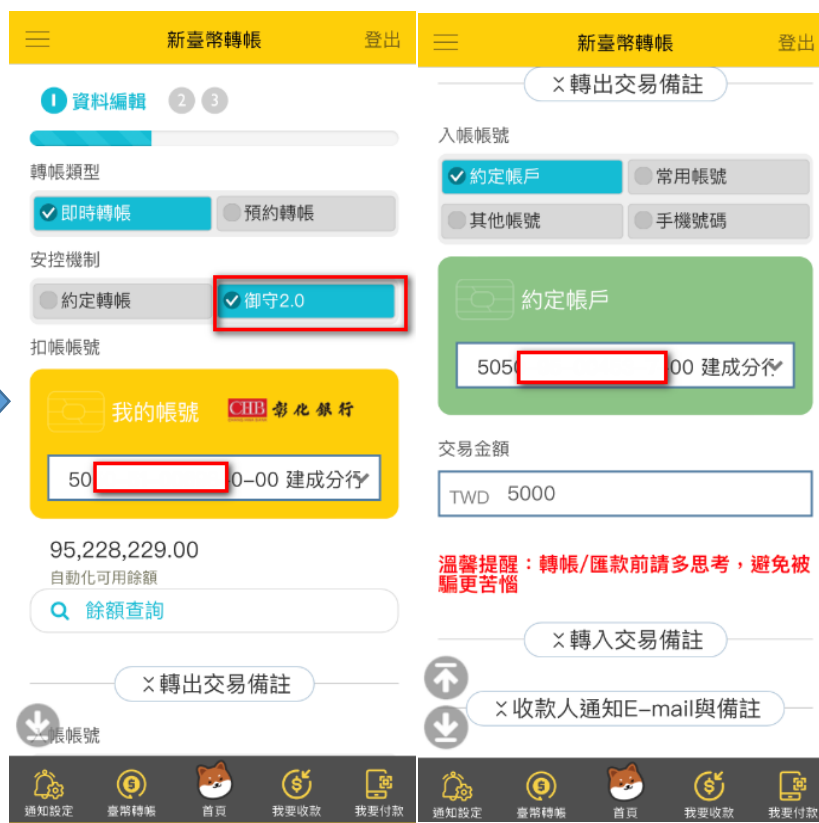 新臺幣轉帳 登出
1 資料編輯 2 3
轉帳類型
即時轉帳 預約轉帳
安控機制
約定轉帳 御守2.0
扣帳帳號
我的帳號 CHB 彰化銀行
50 0-00 建成分行
95,228,229.00
自動化可用餘額
餘額查詢
轉出交易備註
帳帳號
通知設定 臺幣轉帳 首頁 我要收款 我要付款
新臺幣轉帳 登出
轉出交易備註
入帳帳號
約定帳戶 常用帳號
其他帳號 手機號碼
約定帳戶
505 00 建成分行
交易金額
TWD 5000
溫馨提醒：轉帳/匯款前請多思考，避免被
騙更苦惱
轉入交易備註
收款人通知E-mail與備註
通知設定 臺幣轉帳 首頁 我要收款 我要付款